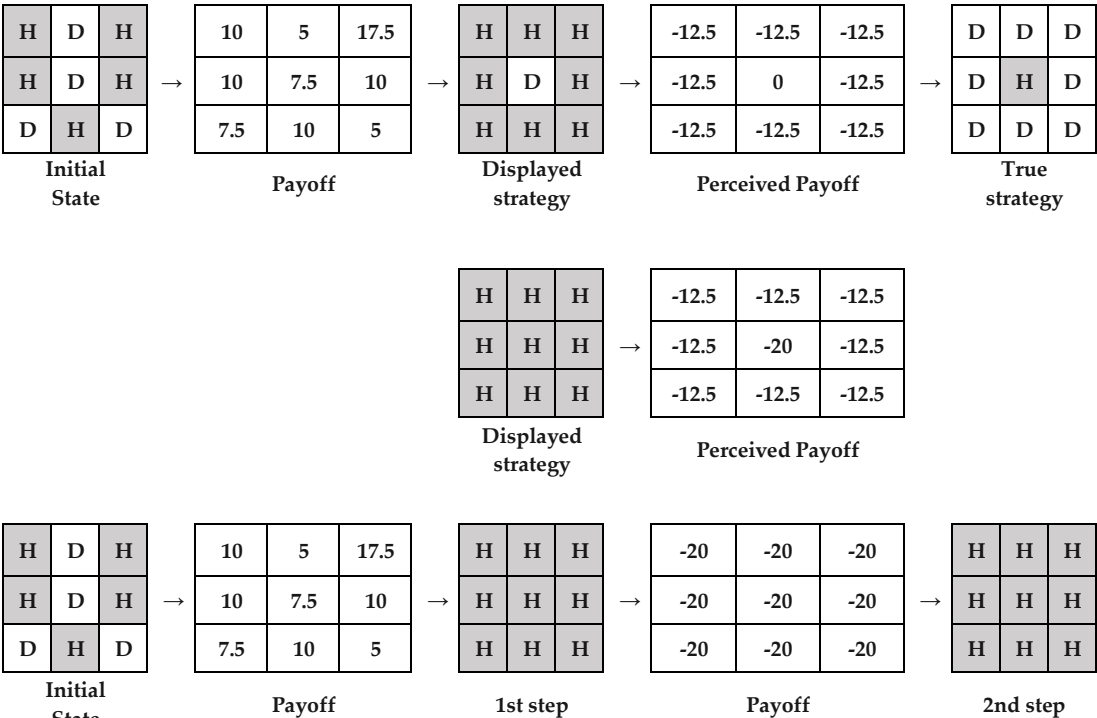 H D H 10 5 17.5 H H H -12.5 -12.5 -12.5 D D D
H D H → 10 7.5 10 → H D H → -12.5 0 -12.5 → D H D
D H D 7.5 10 5 H H H -12.5 -12.5 -12.5 D D D
Initial Payoff Displayed Perceived Payoff True
State strategy strategy
H H H -12.5 -12.5 -12.5
H H H → -12.5 -20 -12.5
H H H -12.5 -12.5 -12.5
Displayed Perceived Payoff
strategy
H D H 10 5 17.5 H H H -20 -20 -20 H H H
H D H → 10 7.5 10 → H H H → -20 -20 -20 → H H H
D H D 7.5 10 5 H H H -20 -20 -20 H H H
Initial Payoff 1st step Payoff 2nd step
State